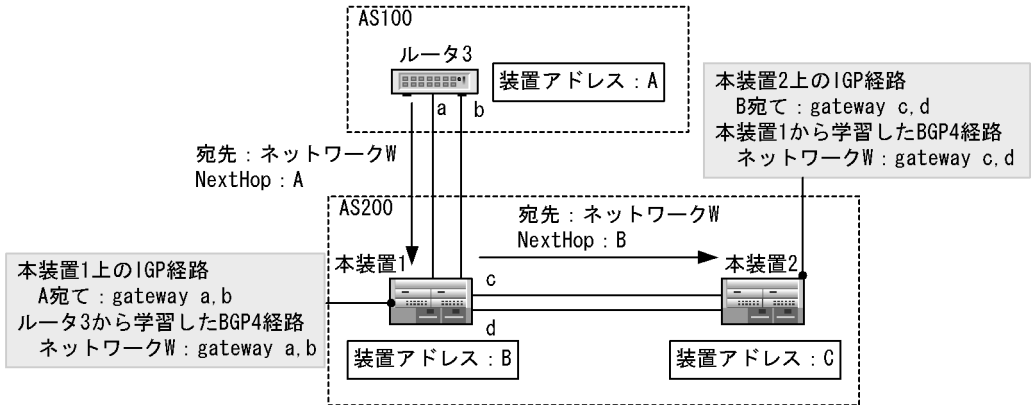 AS100
ルータ3
装置アドレス：A
a
b
宛先：ネットワークW
NextHop：A
本装置2上のIGP経路
B宛て：gateway c,d
本装置1から学習したBGP4経路
ネットワークW：gateway c,d
AS200
宛先：ネットワークW
NextHop：B
本装置1
本装置2
本装置1上のIGP経路
A宛て：gateway a,b
ルータ3から学習したBGP4経路
ネットワークW：gateway a,b
c
d
装置アドレス：B
装置アドレス：C